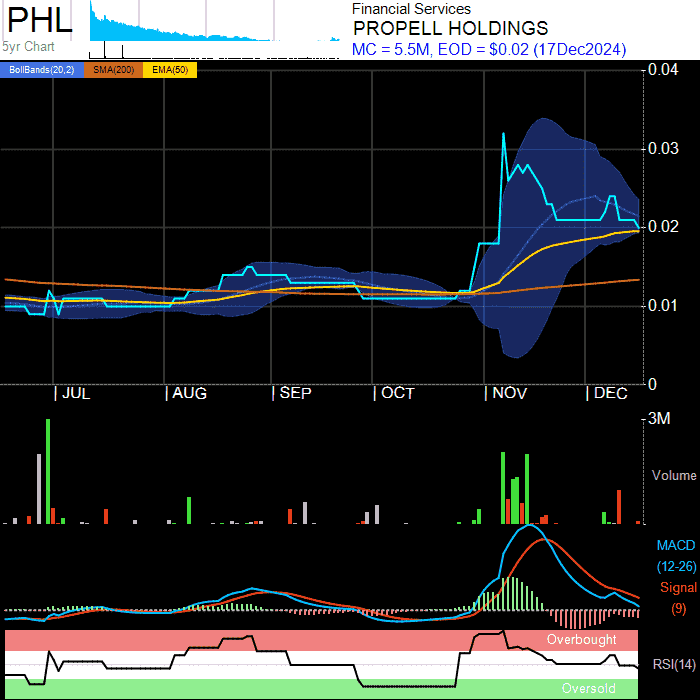 PHL
5yr Chart
Financial Services
PROPELL HOLDINGS
MC = 5.5M, EOD = $0.02 (17Dec2024)
BollBands(20,2) SMA(200) EMA(50)
0.04
0.03
0.02
0.01
0
JUL AUG SEP OCT NOV DEC
3M
Volume
MACD
(12-26)
Signal
(9)
Overbought
RSI(14)
Oversold